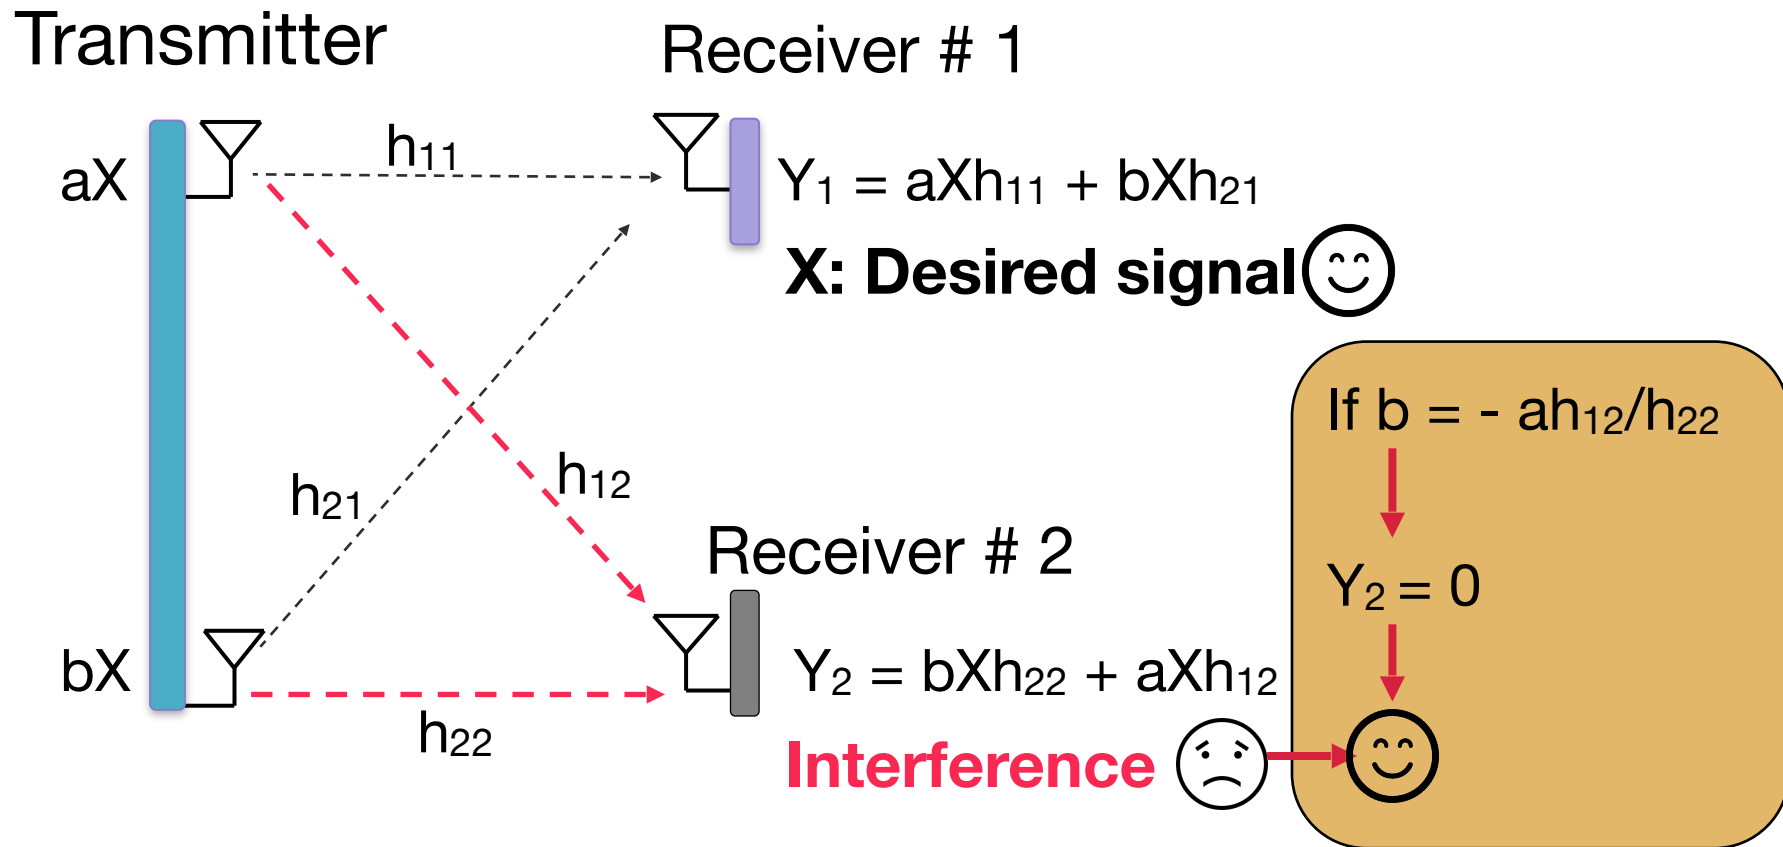 Transmitter
Receiver # 1
h₁₁
aX
Y₁ = aXh₁₁ + bXh₂₁
X: Desired signal
If b = - ah₁₂/h₂₂
h₁₂
h₂₁
Receiver # 2
Y₂ = 0
bX
Y₂ = bXh₂₂ + aXh₁₂
h₂₂
Interference